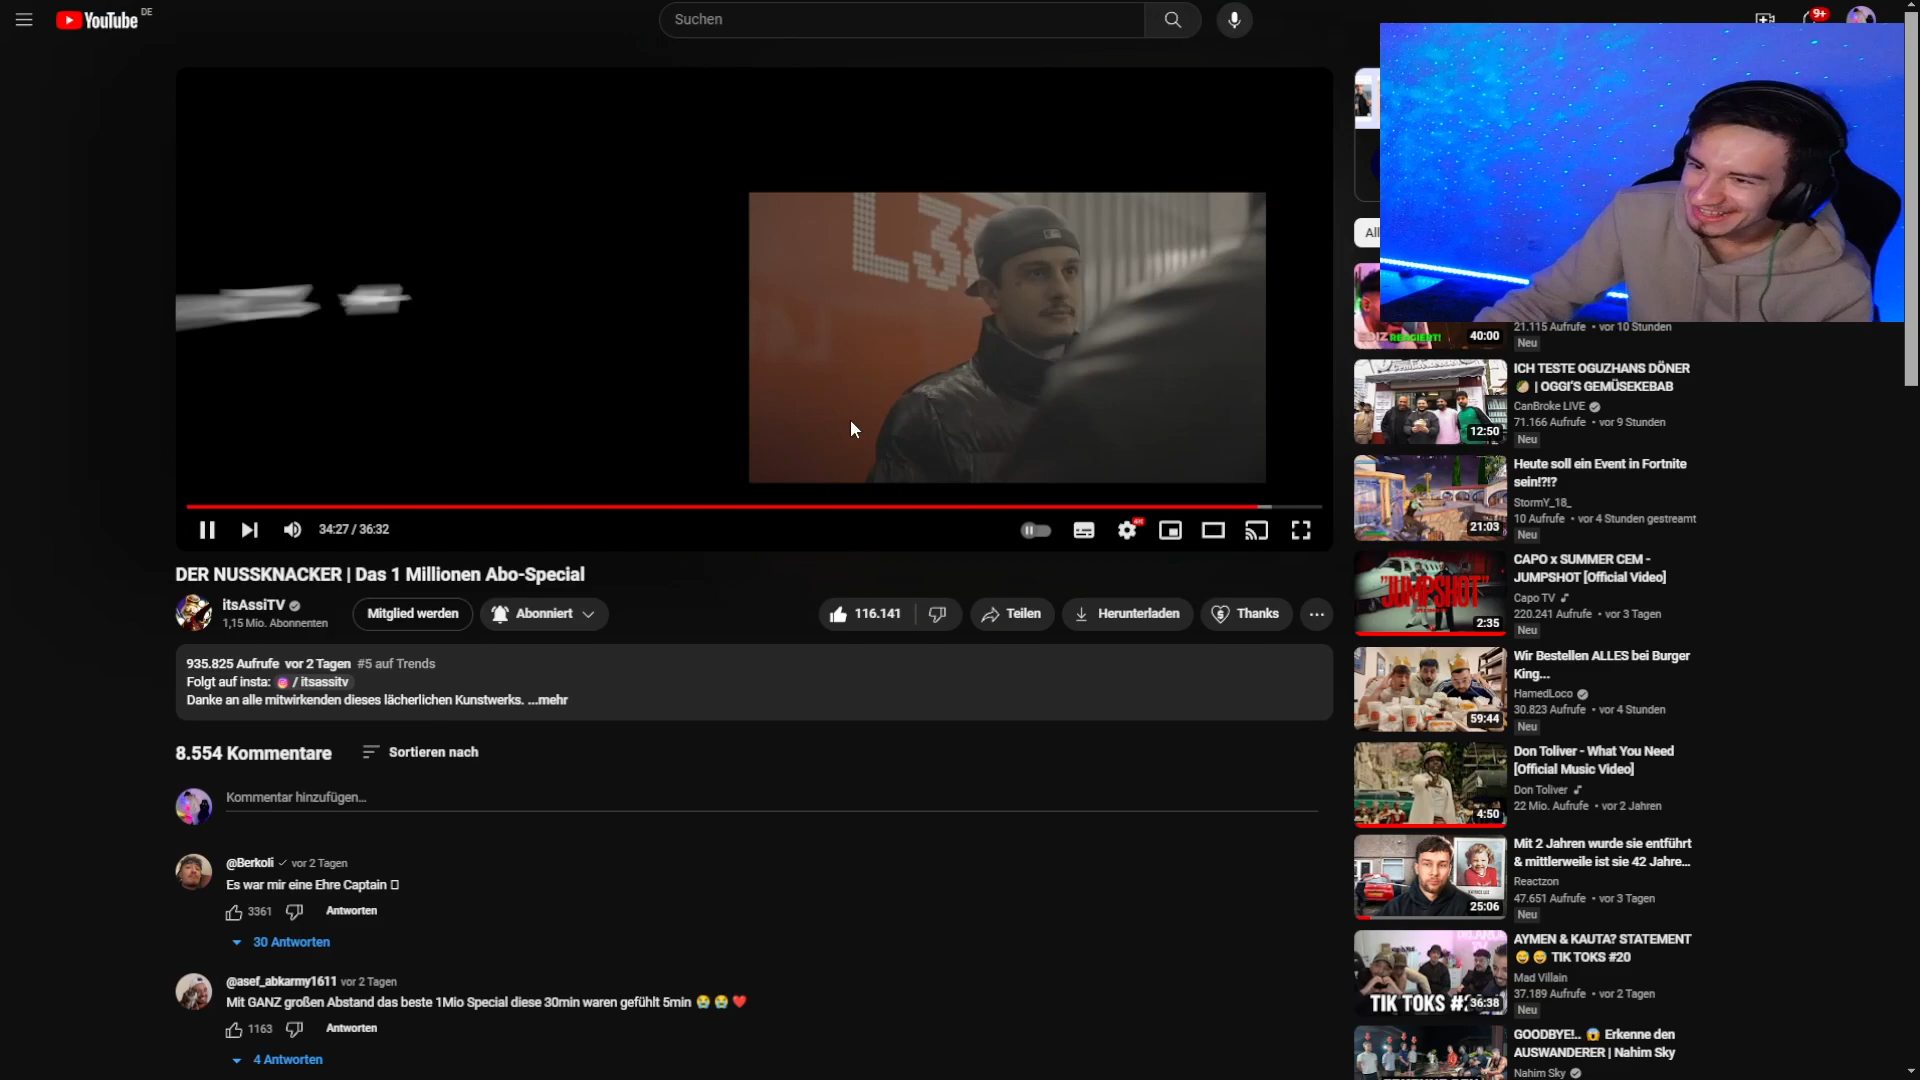 YouTube DE
Suchen
9+
L3
34:27 / 36:32
DER NUSSKNACKER | Das 1 Millionen Abo-Special
itsAssiTV
1,15 Mio. Abonnenten
Mitglied werden
Abonniert
116.141
Teilen
Herunterladen
Thanks
935.825 Aufrufe vor 2 Tagen #5 auf Trends
Folgt auf insta: / itsassitv
Danke an alle mitwirkenden dieses lächerlichen Kunstwerks. ...mehr
8.554 Kommentare
Sortieren nach
Kommentar hinzufügen...
@Berkoli vor 2 Tagen
Es war mir eine Ehre Captain
3361
Antworten
30 Antworten
@asef_abkarmy1611 vor 2 Tagen
Mit GANZ großen Abstand das beste 1Mio Special diese 30min waren gefühlt 5min 😭😭❤️
1163
Antworten
4 Antworten
All
REAGIERT!
40:00
21.115 Aufrufe • vor 10 Stunden
Neu
12:50
ICH TESTE OGUZHANS DÖNER
🥙 | OGGI'S GEMÜSEKEBAB
CanBroke LIVE
71.166 Aufrufe • vor 9 Stunden
Neu
21:03
Heute soll ein Event in Fortnite
sein!?!?
StormY_18_
10 Aufrufe • vor 4 Stunden gestreamt
Neu
"JUMPSHOT"
2:35
CAPO x SUMMER CEM -
JUMPSHOT [Official Video]
Capo TV
220.241 Aufrufe • vor 3 Tagen
Neu
59:44
Wir Bestellen ALLES bei Burger
King...
HamedLoco
30.823 Aufrufe • vor 4 Stunden
Neu
4:50
Don Toliver - What You Need
[Official Music Video]
Don Toliver
22 Mio. Aufrufe • vor 2 Jahren
25:06
Mit 2 Jahren wurde sie entführt
& mittlerweile ist sie 42 Jahre...
Reactzon
47.651 Aufrufe • vor 3 Tagen
Neu
TIK TOKS #2
36:38
AYMEN & KAUTA? STATEMENT
😅😅 TIK TOKS #20
Mad Villain
37.189 Aufrufe • vor 2 Tagen
Neu
GOODBYE!.. 😱 Erkenne den
AUSWANDERER | Nahim Sky
Nahim Sky